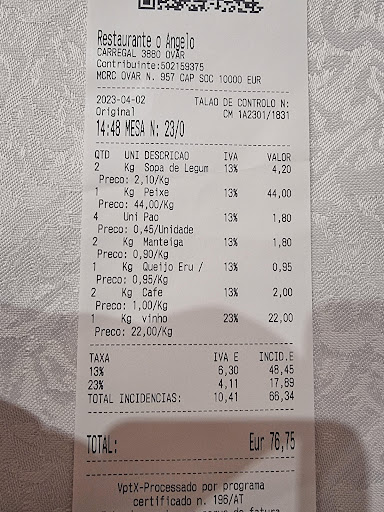 Restaurante o Angelo
CARREGAL 3880 OVAR
Contribuinte:502159375
MCRC OVAR N. 957 CAP SOC 10000 EUR
2023-04-02 TALAO DE CONTROLO N:
Original CM 1A2301/1831
14:48 MESA N: 23/0
QTD UNI DESCRICAO IVA VALOR
2 Kg Sopa de Legum 13% 4,20
Preco: 2,10/Kg
1 Kg Peixe 13% 44,00
Preco: 44,00/Kg
4 Uni Pao 13% 1,80
Preco: 0,45/Unidade
2 Kg Manteiga 13% 1,80
Preco: 0,90/Kg
1 Kg Queijo Eru / 13% 0,95
Preco: 0,95/Kg
2 Kg Cafe 13% 2,00
Preco: 1,00/Kg
1 Kg vinho 23% 22,00
Preco: 22,00/Kg
TAXA IVA E INCID.E
13% 6,30 48,45
23% 4,11 17,89
TOTAL INCIDENCIAS: 10,41 66,34
TOTAL: Eur 76,75
VptX-Processado por programa
certificado n. 196/AT